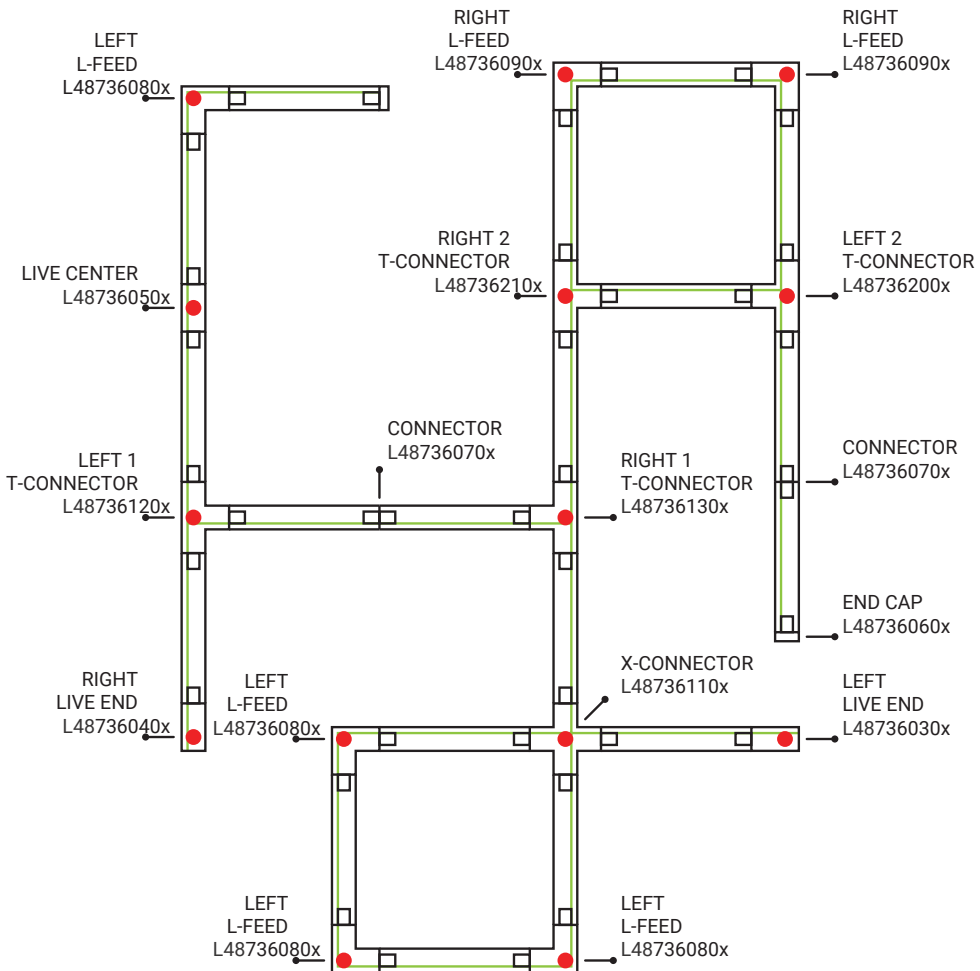 RIGHT
L-FEED
L48736090x
RIGHT
L-FEED
L48736090x
LEFT
L-FEED
L48736080x
RIGHT 2
T-CONNECTOR
L48736210x
LEFT 2
T-CONNECTOR
L48736200x
LIVE CENTER
L48736050x
CONNECTOR
L48736070x
LEFT 1
T-CONNECTOR
L48736120x
RIGHT 1
T-CONNECTOR
L48736130x
CONNECTOR
L48736070x
END CAP
L48736060x
X-CONNECTOR
L48736110x
RIGHT
LIVE END
L48736040x
LEFT
L-FEED
L48736080x
LEFT
LIVE END
L48736030x
LEFT
L-FEED
L48736080x
LEFT
L-FEED
L48736080x